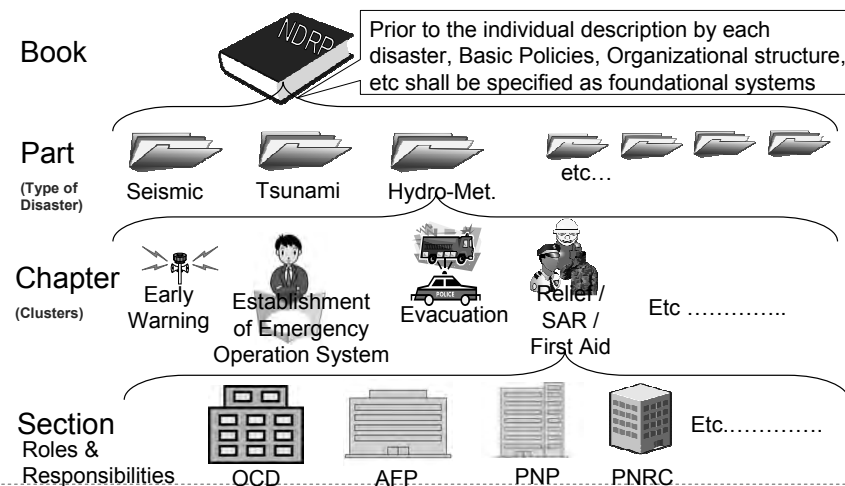 Book
NDRP
Prior to the individual description by each
disaster, Basic Policies, Organizational structure,
etc shall be specified as foundational systems
Part
(Type of
Disaster)
Seismic
Tsunami
Hydro-Met.
etc…
Chapter
(Clusters)
Early
Warning
Establishment
of Emergency
Operation System
POLICE
Evacuation
Relief /
SAR /
First Aid
Etc …………..
Section
Roles &
Responsibilities
OCD
AFP
PNP
PNRC
Etc.………….